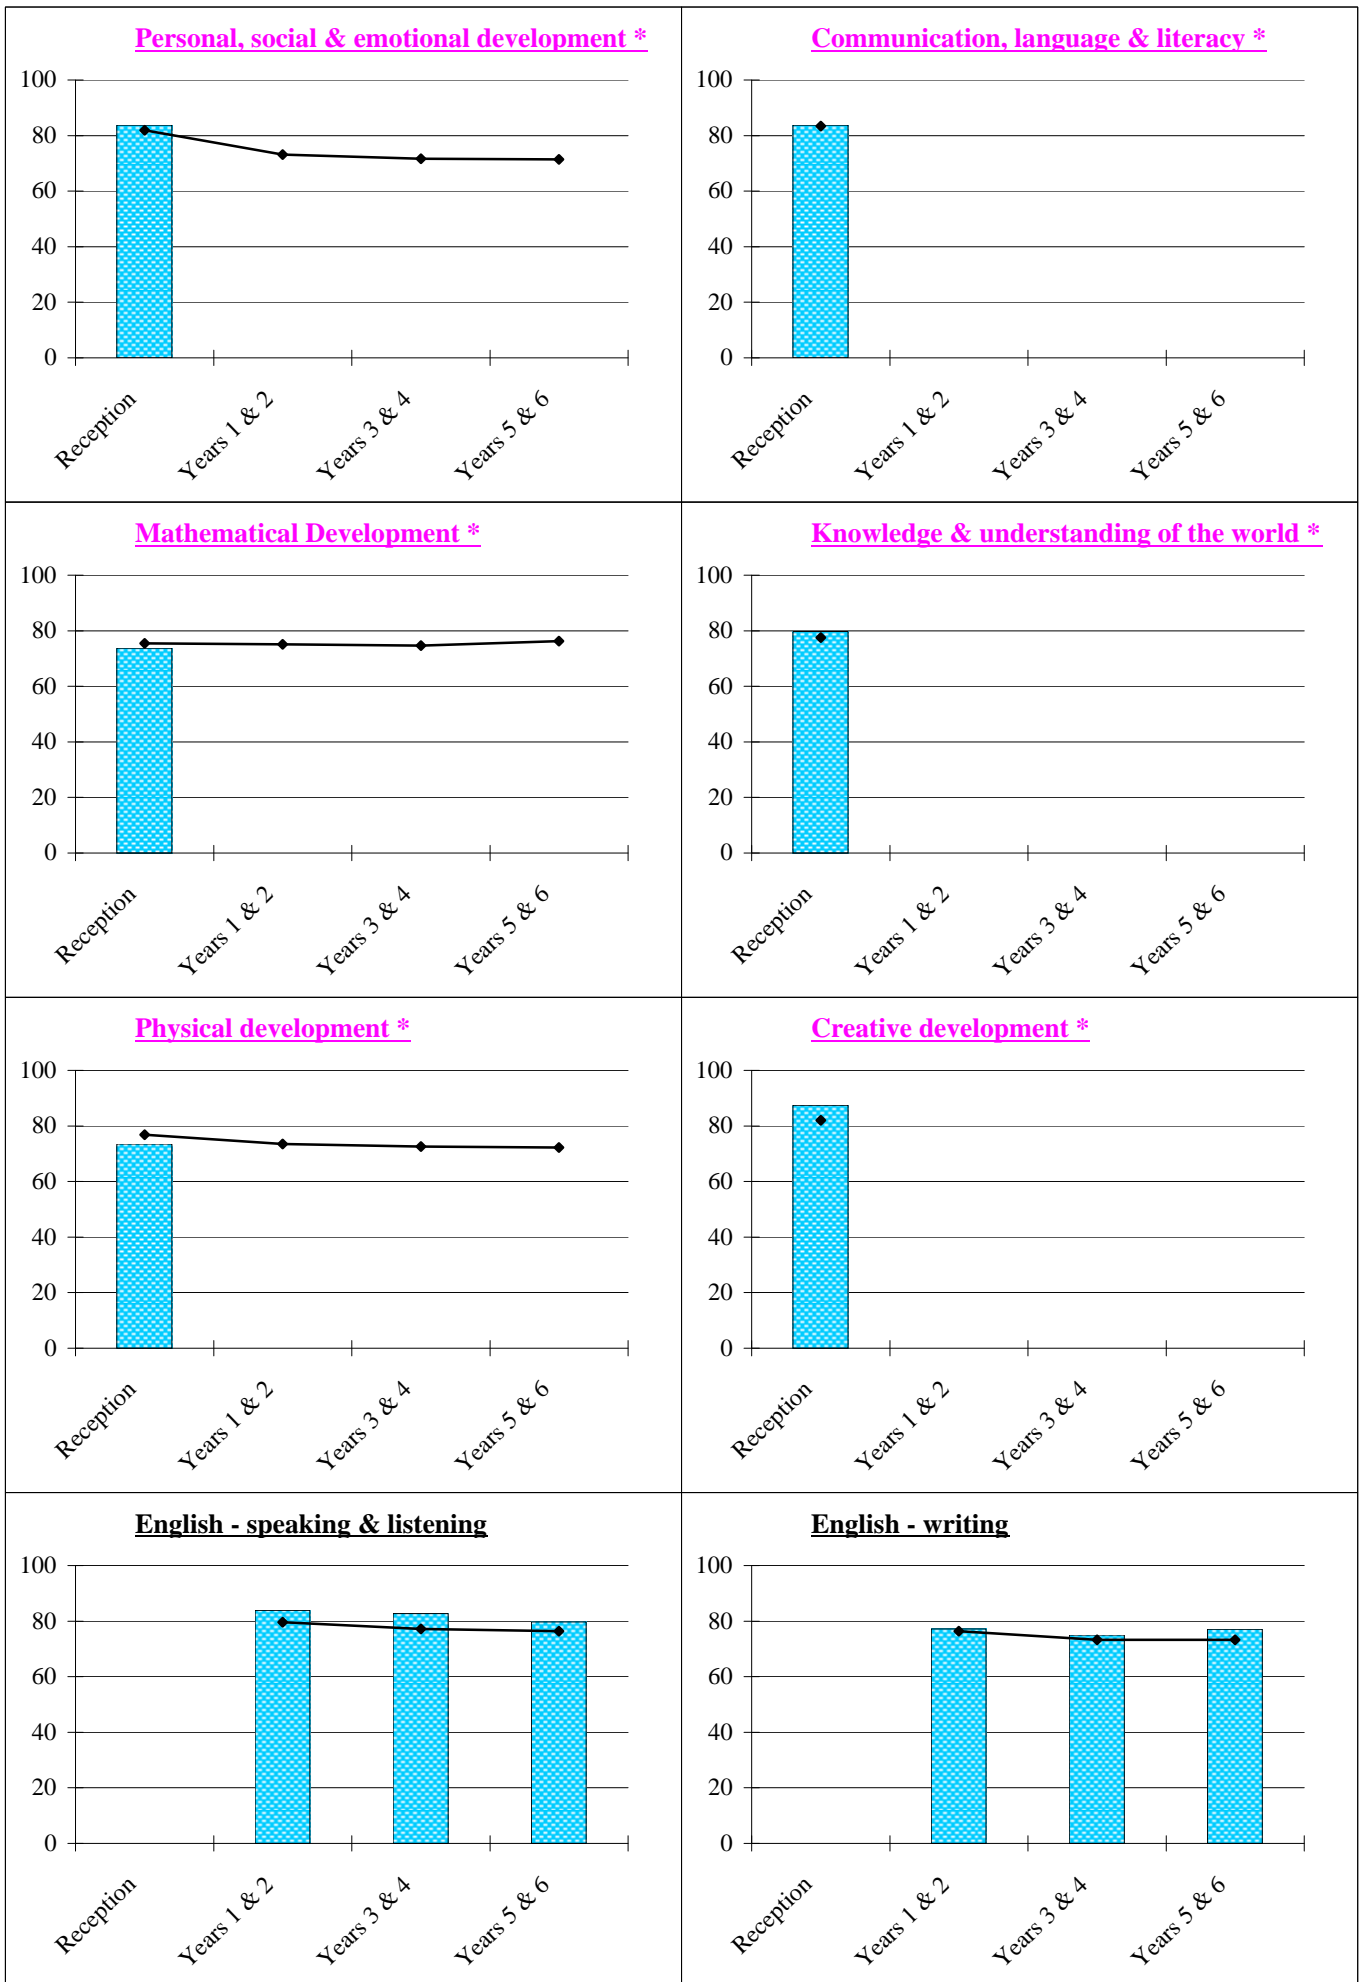 Personal, social & emotional development *
100
80
60
40
20
0
Reception
Years 1 & 2
Years 3 & 4
Years 5 & 6
Communication, language & literacy *
100
80
60
40
20
0
Reception
Years 1 & 2
Years 3 & 4
Years 5 & 6
Mathematical Development *
100
80
60
40
20
0
Reception
Years 1 & 2
Years 3 & 4
Years 5 & 6
Knowledge & understanding of the world *
100
80
60
40
20
0
Reception
Years 1 & 2
Years 3 & 4
Years 5 & 6
Physical development *
100
80
60
40
20
0
Reception
Years 1 & 2
Years 3 & 4
Years 5 & 6
Creative development *
100
80
60
40
20
0
Reception
Years 1 & 2
Years 3 & 4
Years 5 & 6
English - speaking & listening
100
80
60
40
20
0
Reception
Years 1 & 2
Years 3 & 4
Years 5 & 6
English - writing
100
80
60
40
20
0
Reception
Years 1 & 2
Years 3 & 4
Years 5 & 6